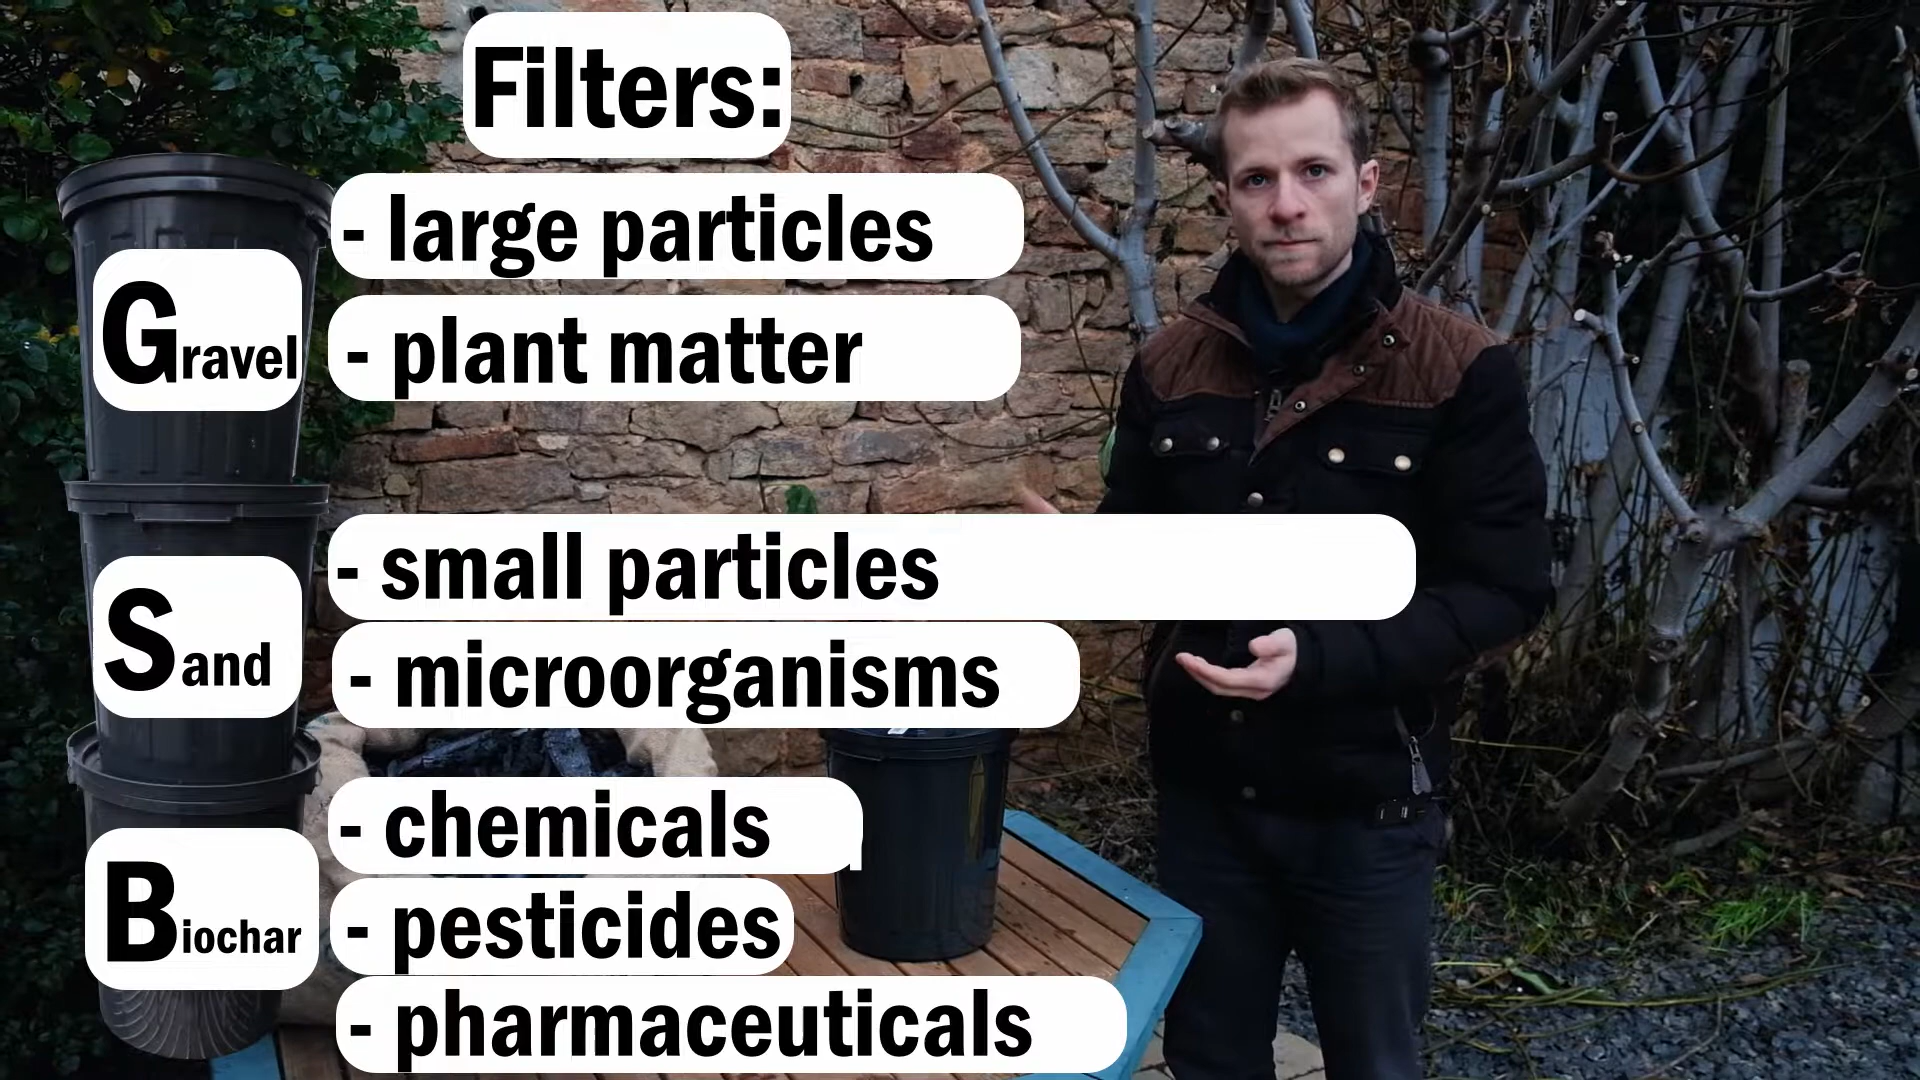 Filters:
Gravel
- large particles
- plant matter
Sand
- small particles
- microorganisms
Biochar
- chemicals
- pesticides
- pharmaceuticals